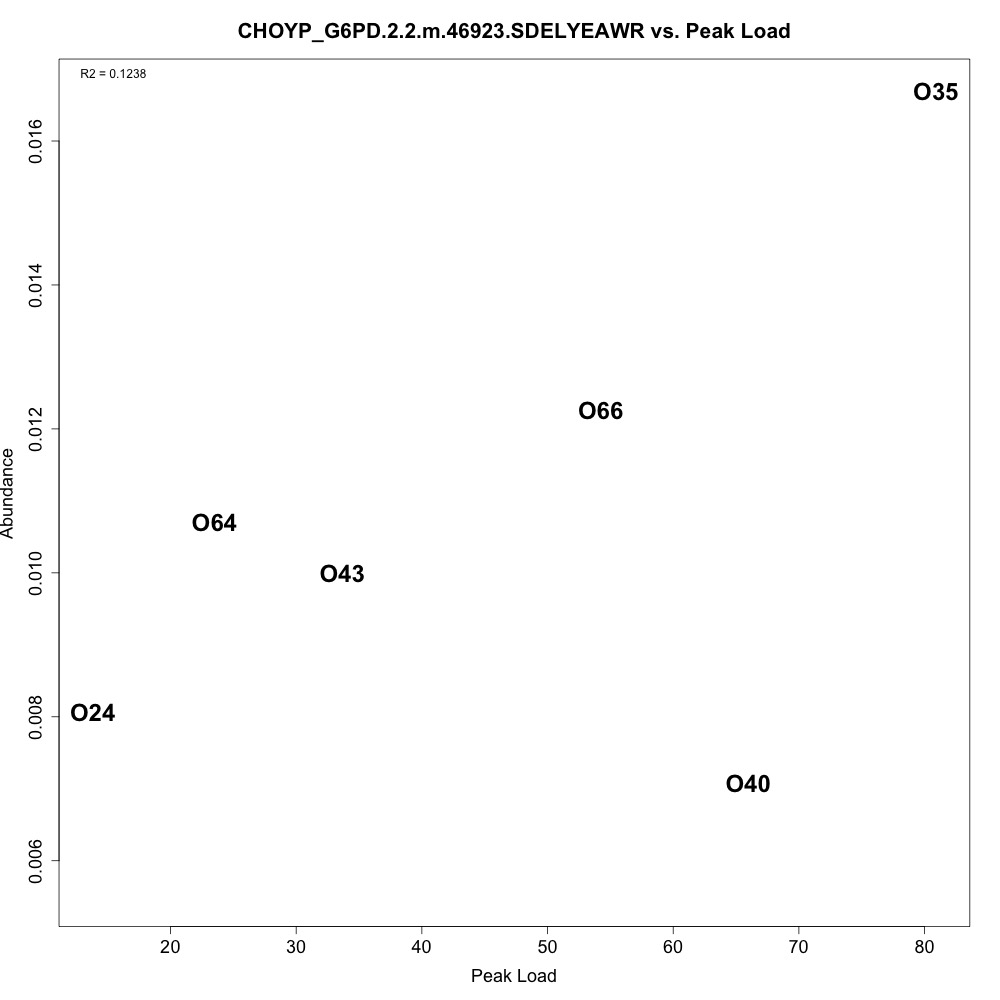 CHOYP_G6PD.2.2.m.46923.SDELYEAWR vs. Peak Load
R2 = 0.1238
O35
0.016
0.014
O66
0.012
Abundance
O64
O43
0.010
O24
0.008
O40
0.006
20 30 40 50 60 70 80
Peak Load